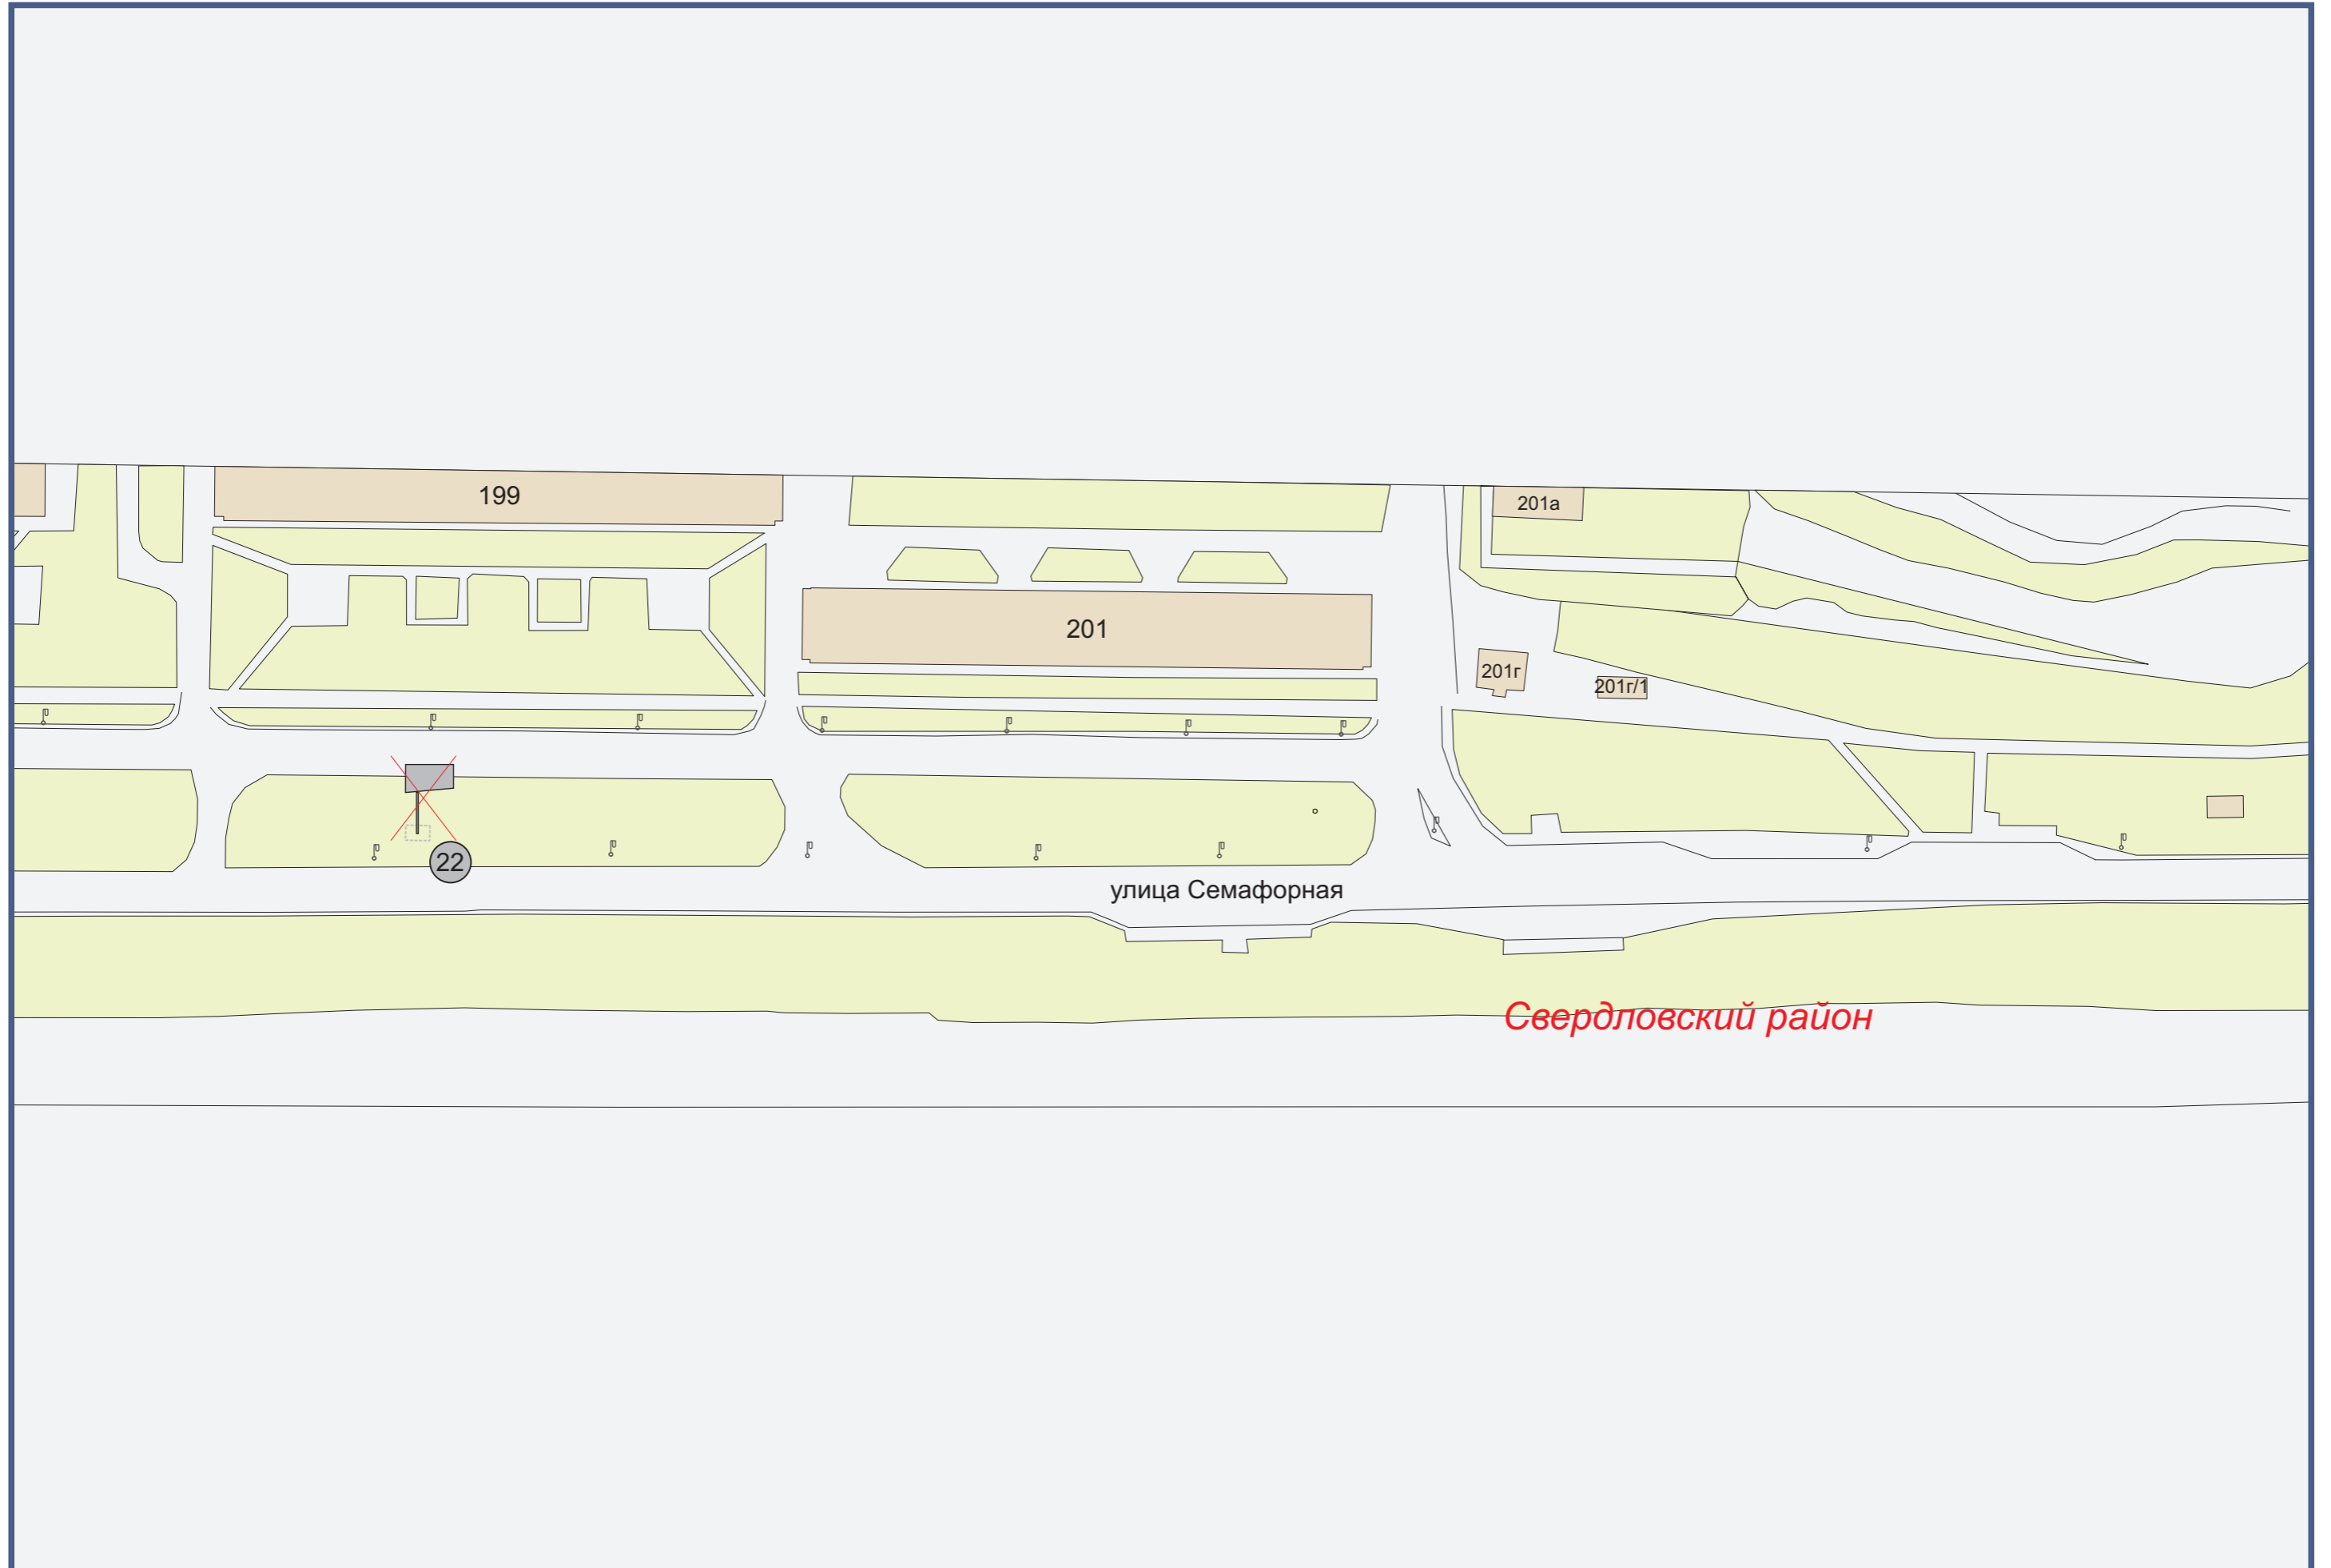 199
201а
201
201г
201г/1
22
улица Семафорная
Свердловский район